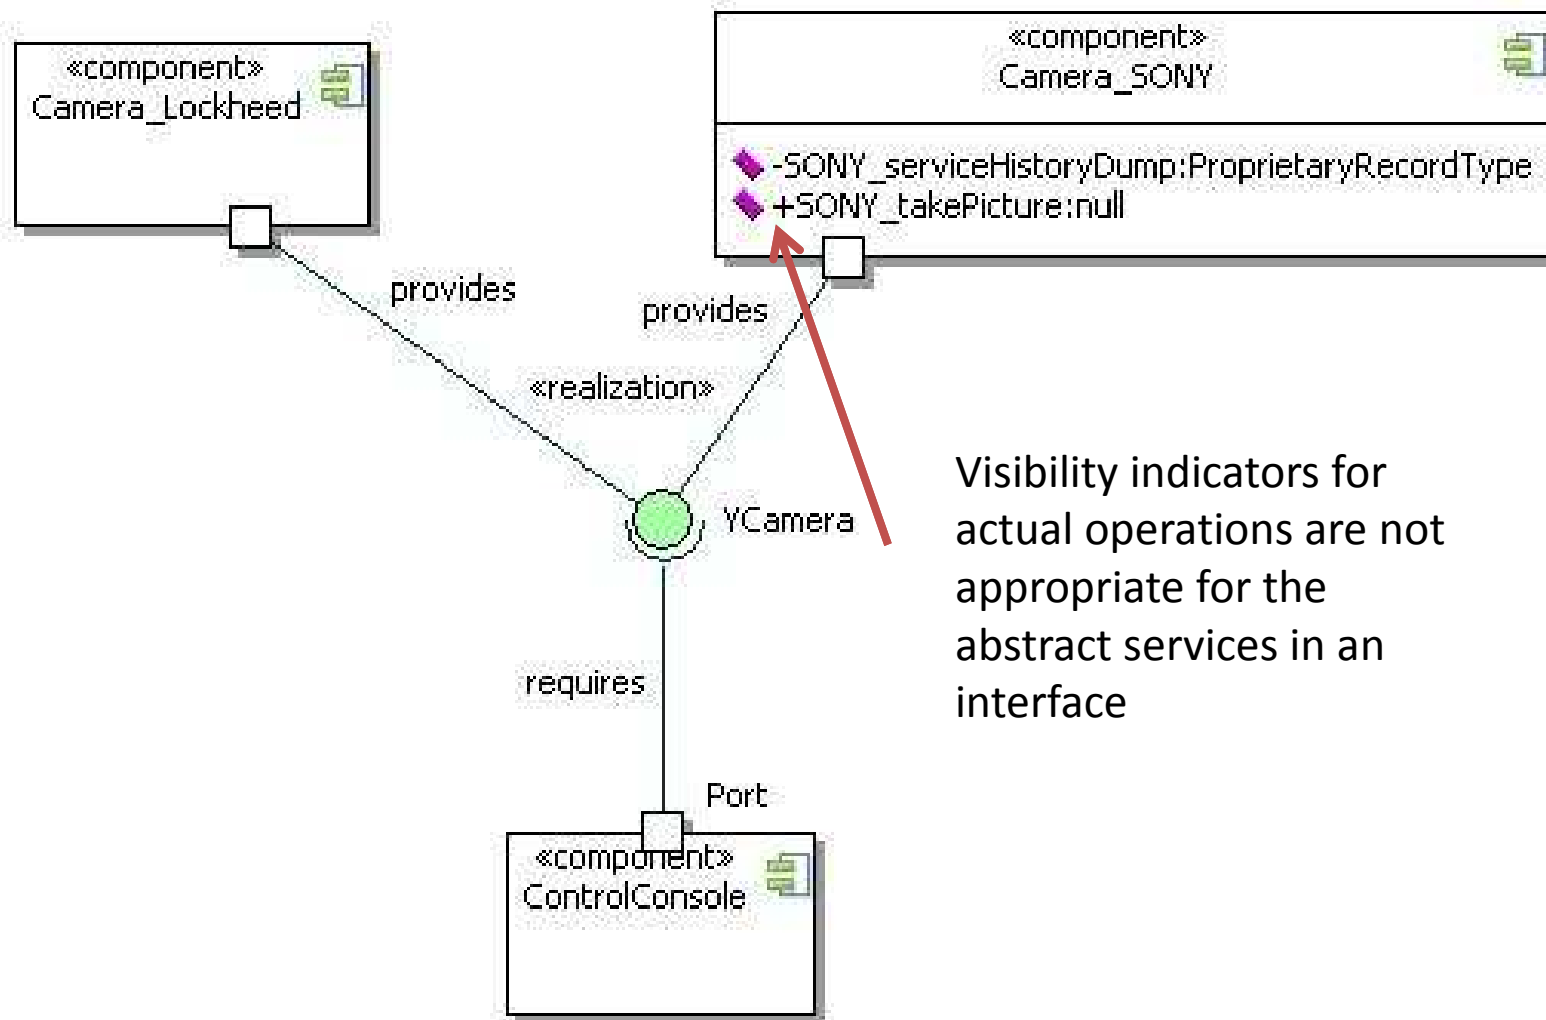 «component»
Camera_Lockheed
«component»
Camera_SONY
-SONY_serviceHistoryDump:ProprietaryRecordType
+SONY_takePicture:null
provides
provides
«realization»
YCamera
Visibility indicators for
actual operations are not
appropriate for the
abstract services in an
interface
requires
Port
«component»
ControlConsole